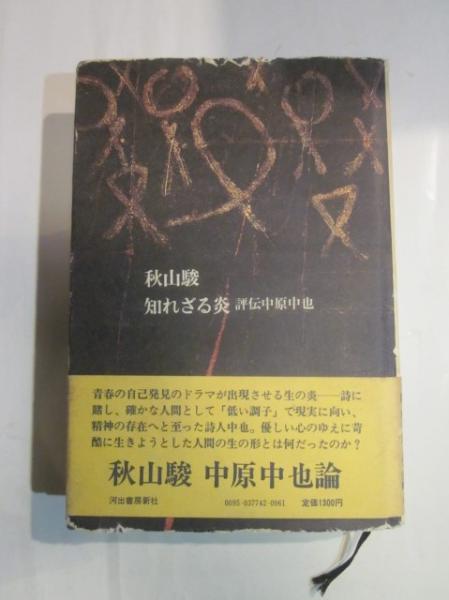 秋山駿
知れざる炎 評伝中原中也
青春の自己発見のドラマが出現させる生の炎——詩に
賭し、確かな人間として「低い調子」で現実に向い、
精神の存在へと至った詩人中也。優しい心のゆえに苛
酷に生きようとした人間の生の形とは何だったのか？
秋山駿 中原中也論
河出書房新社 0095-037742-0961 定価1300円